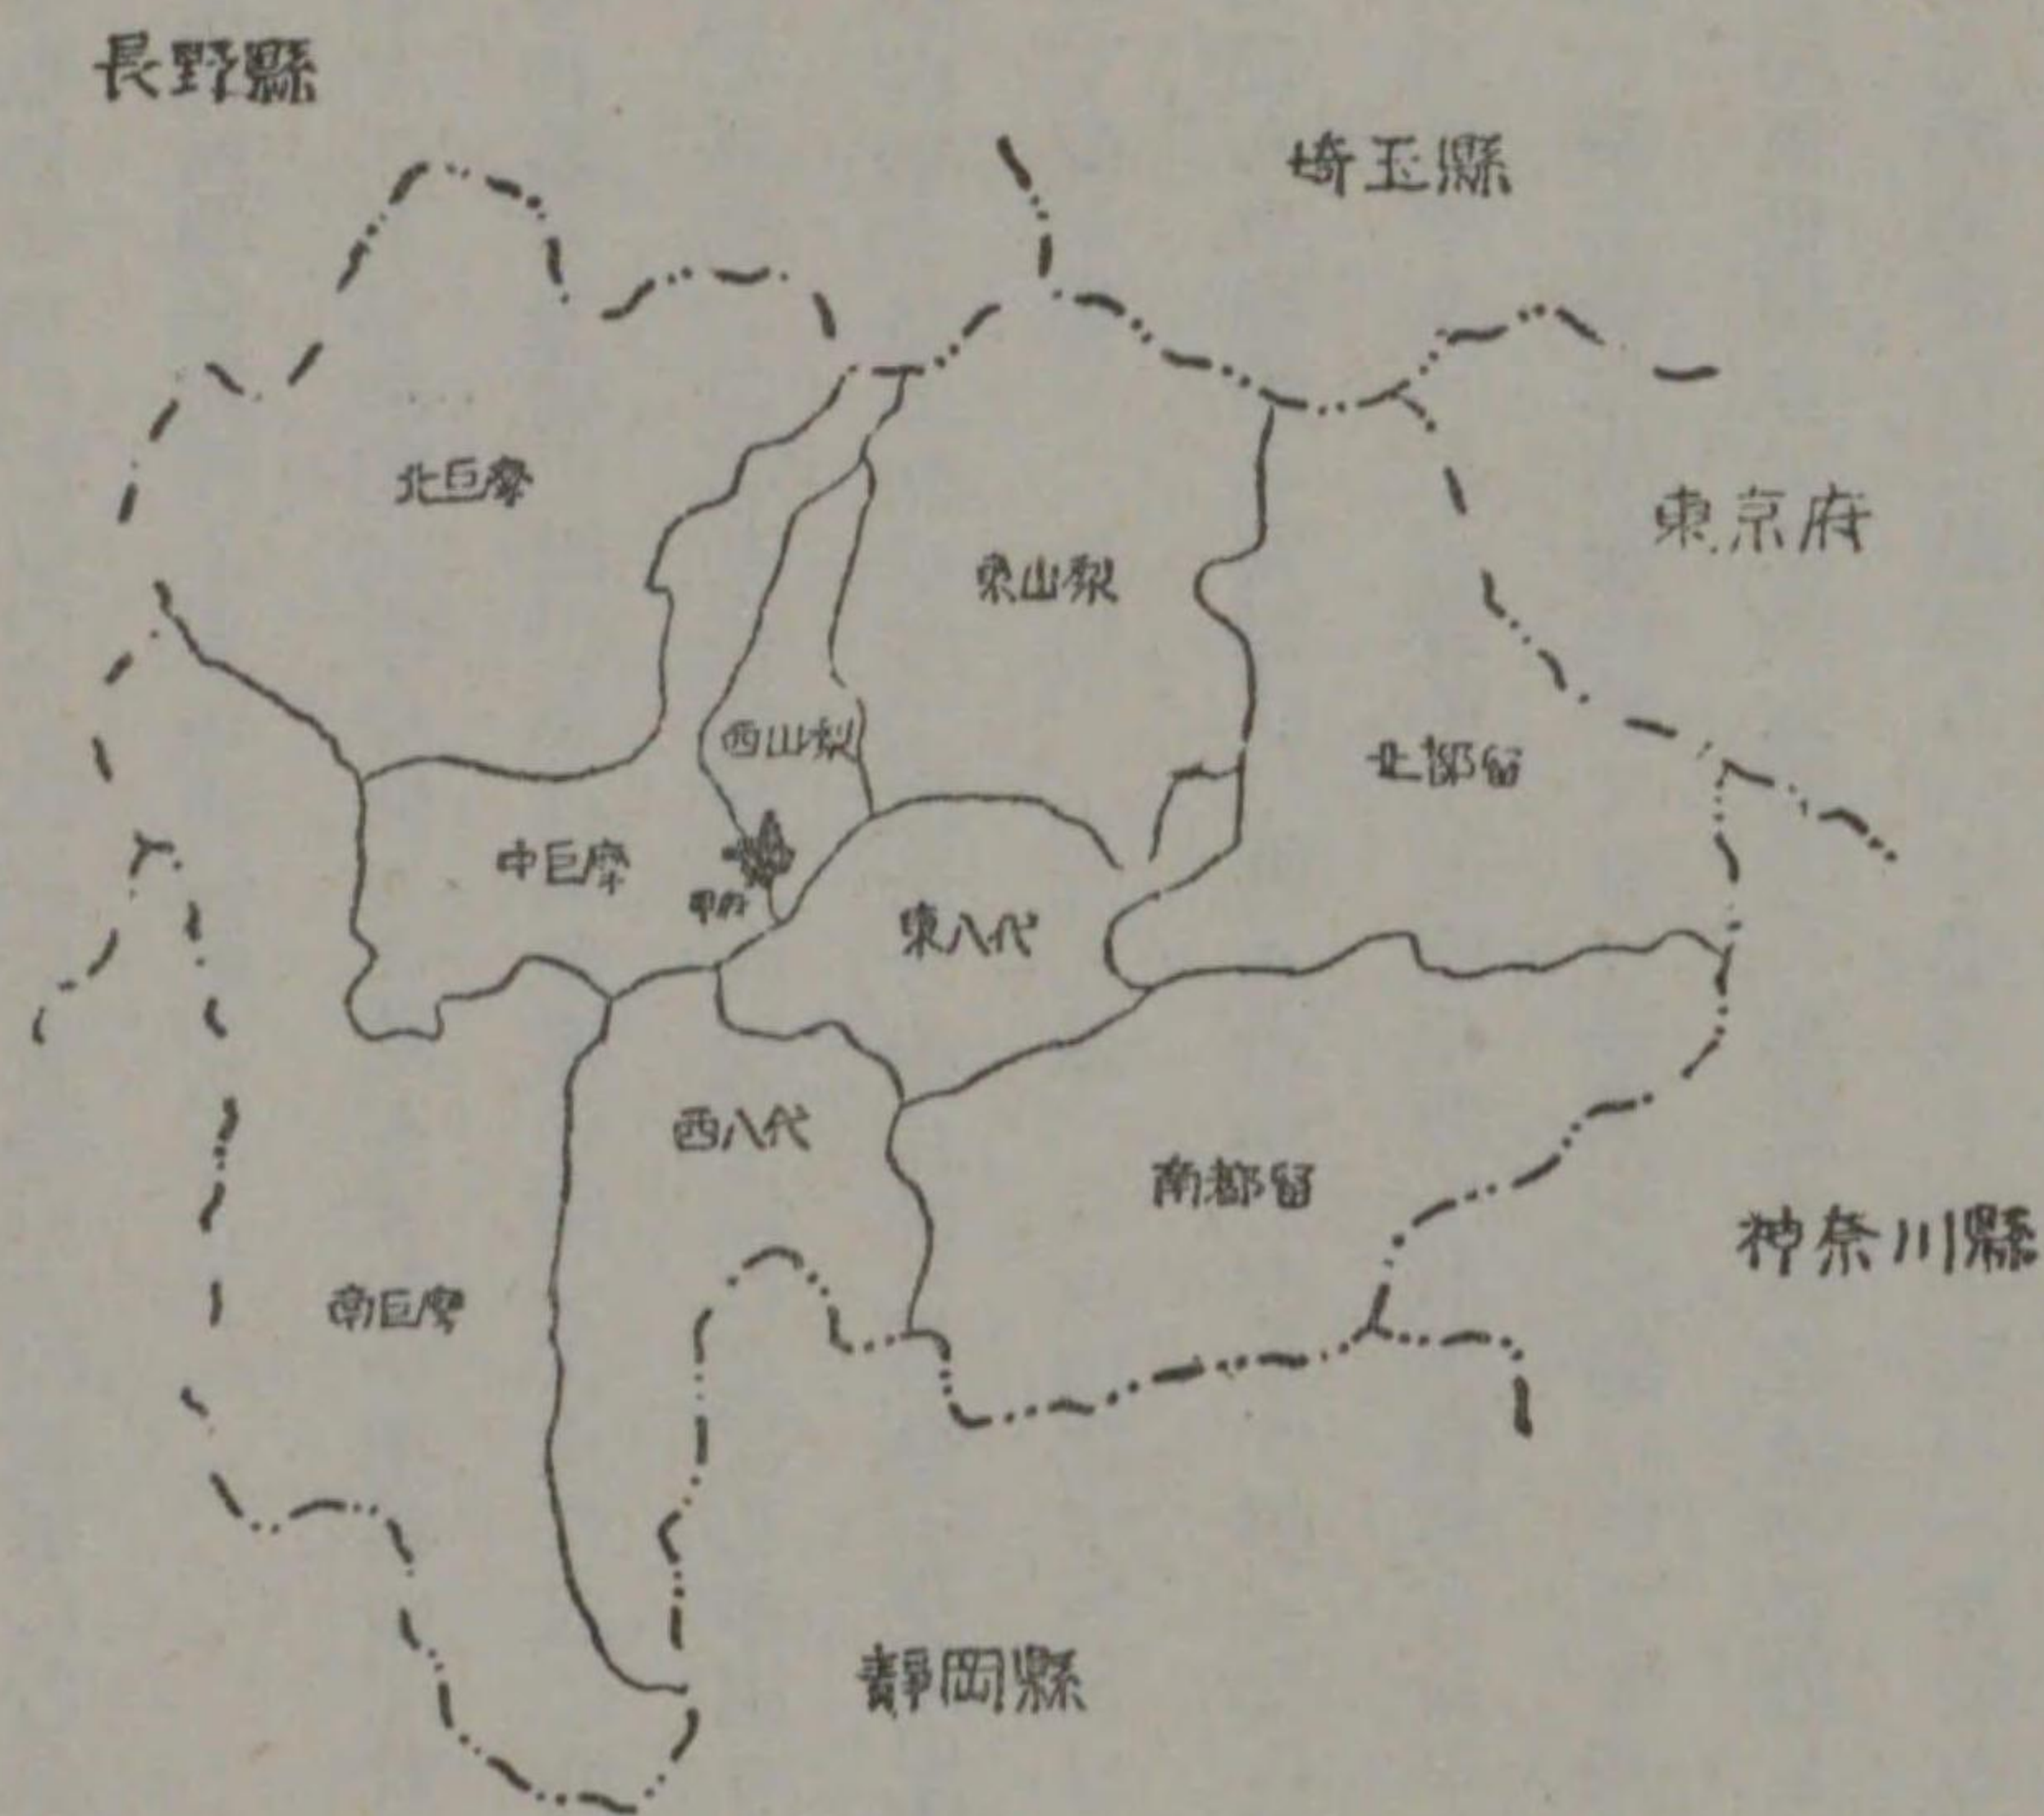 長野縣
埼玉縣
北巨摩
東京府
東山梨
西山梨
北都留
中巨摩
甲府
東八代
西八代
南都留
神奈川縣
南巨摩
靜岡縣